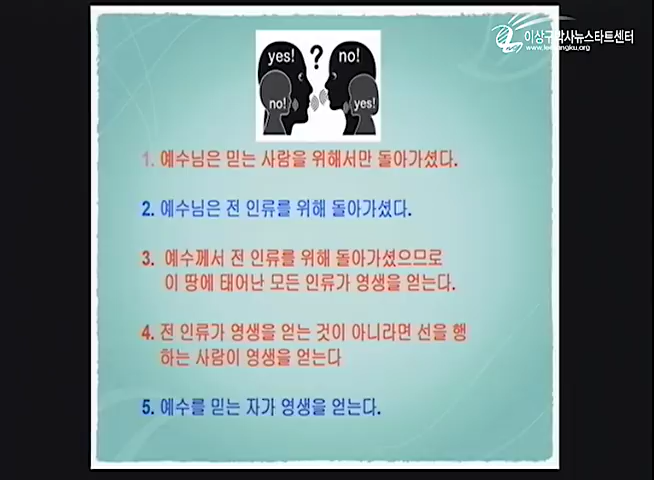 이상구박사뉴스타트센터
yes!
?
no!
no!
yes!
1. 예수님은 믿는 사람을 위해서만 돌아가셨다.
2. 예수님은 전 인류를 위해 돌아가셨다.
3. 예수께서 전 인류를 위해 돌아가셨으므로
이 땅에 태어난 모든 인류가 영생을 얻는다.
4. 전 인류가 영생을 얻는 것이 아니라면 선을 행
하는 사람이 영생을 얻는다
5. 예수를 믿는 자가 영생을 얻는다.